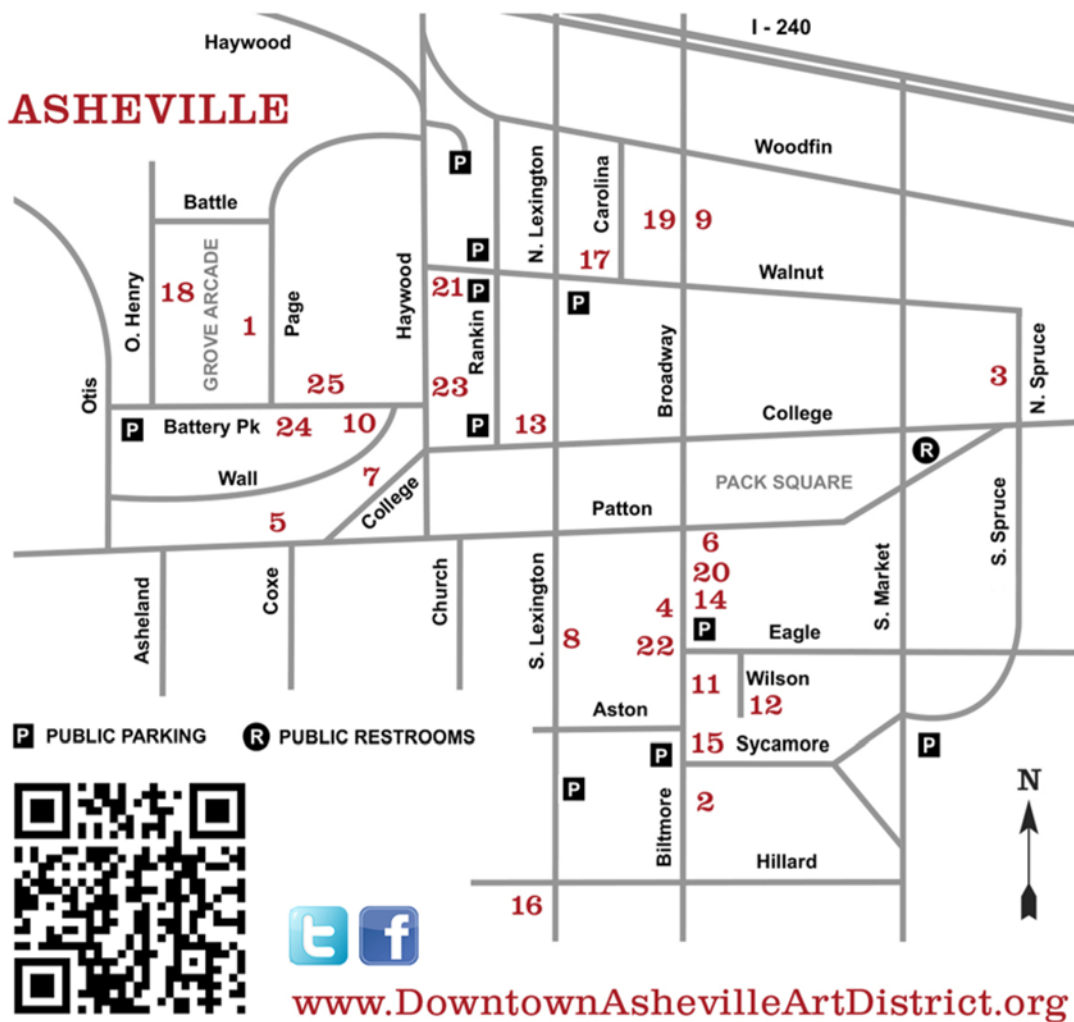 I - 240
Haywood
ASHEVILLE
Woodfin
P
Battle
N. Lexington
Carolina
19
9
O. Henry
18
GROVE ARCADE
1
Page
Haywood
P
17
Walnut
21
P
P
Rankin
Broadway
Otis
25
23
3
N. Spruce
P
Battery Pk
24
10
P
13
College
R
Wall
7
College
PACK SQUARE
5
Patton
6
20
14
4
P
Eagle
S. Market
S. Spruce
Asheland
Coxe
Church
S. Lexington
8
22
11
Wilson
12
Aston
P PUBLIC PARKING
R PUBLIC RESTROOMS
P
15
Sycamore
P
P
Biltmore
2
N
Hillard
16
t
f
www.DowntownAshevilleArtDistrict.org